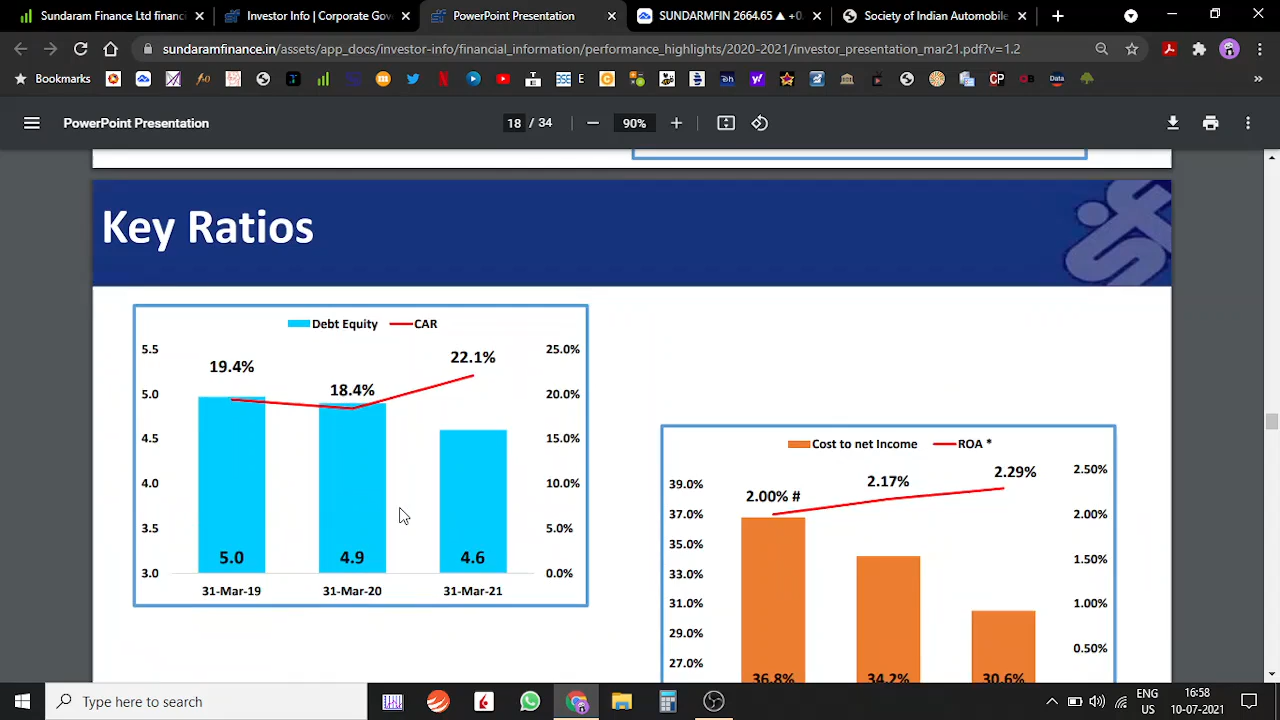 Sundaram Finance Ltd financi
Investor Info | Corporate Gov
PowerPoint Presentation
SUNDARMFIN 2664.65 ▲ +0.
Society of Indian Automobile
sundaramfinance.in/assets/app_docs/investor-info/financial_information/performance_highlights/2020-2021/investor_presentation_mar21.pdf?v=1.2
Bookmarks
E
Data
PowerPoint Presentation
18 / 34
90%
Key Ratios
Debt Equity
CAR
5.5
5.0
4.5
4.0
3.5
3.0
19.4%
18.4%
22.1%
25.0%
20.0%
15.0%
10.0%
5.0%
0.0%
5.0
4.9
4.6
31-Mar-19
31-Mar-20
31-Mar-21
Cost to net Income
ROA *
39.0%
37.0%
35.0%
33.0%
31.0%
29.0%
27.0%
2.00% #
2.17%
2.29%
2.50%
2.00%
1.50%
1.00%
0.50%
36.8%
34.2%
30.6%
Type here to search
ENG
US
16:58
10-07-2021